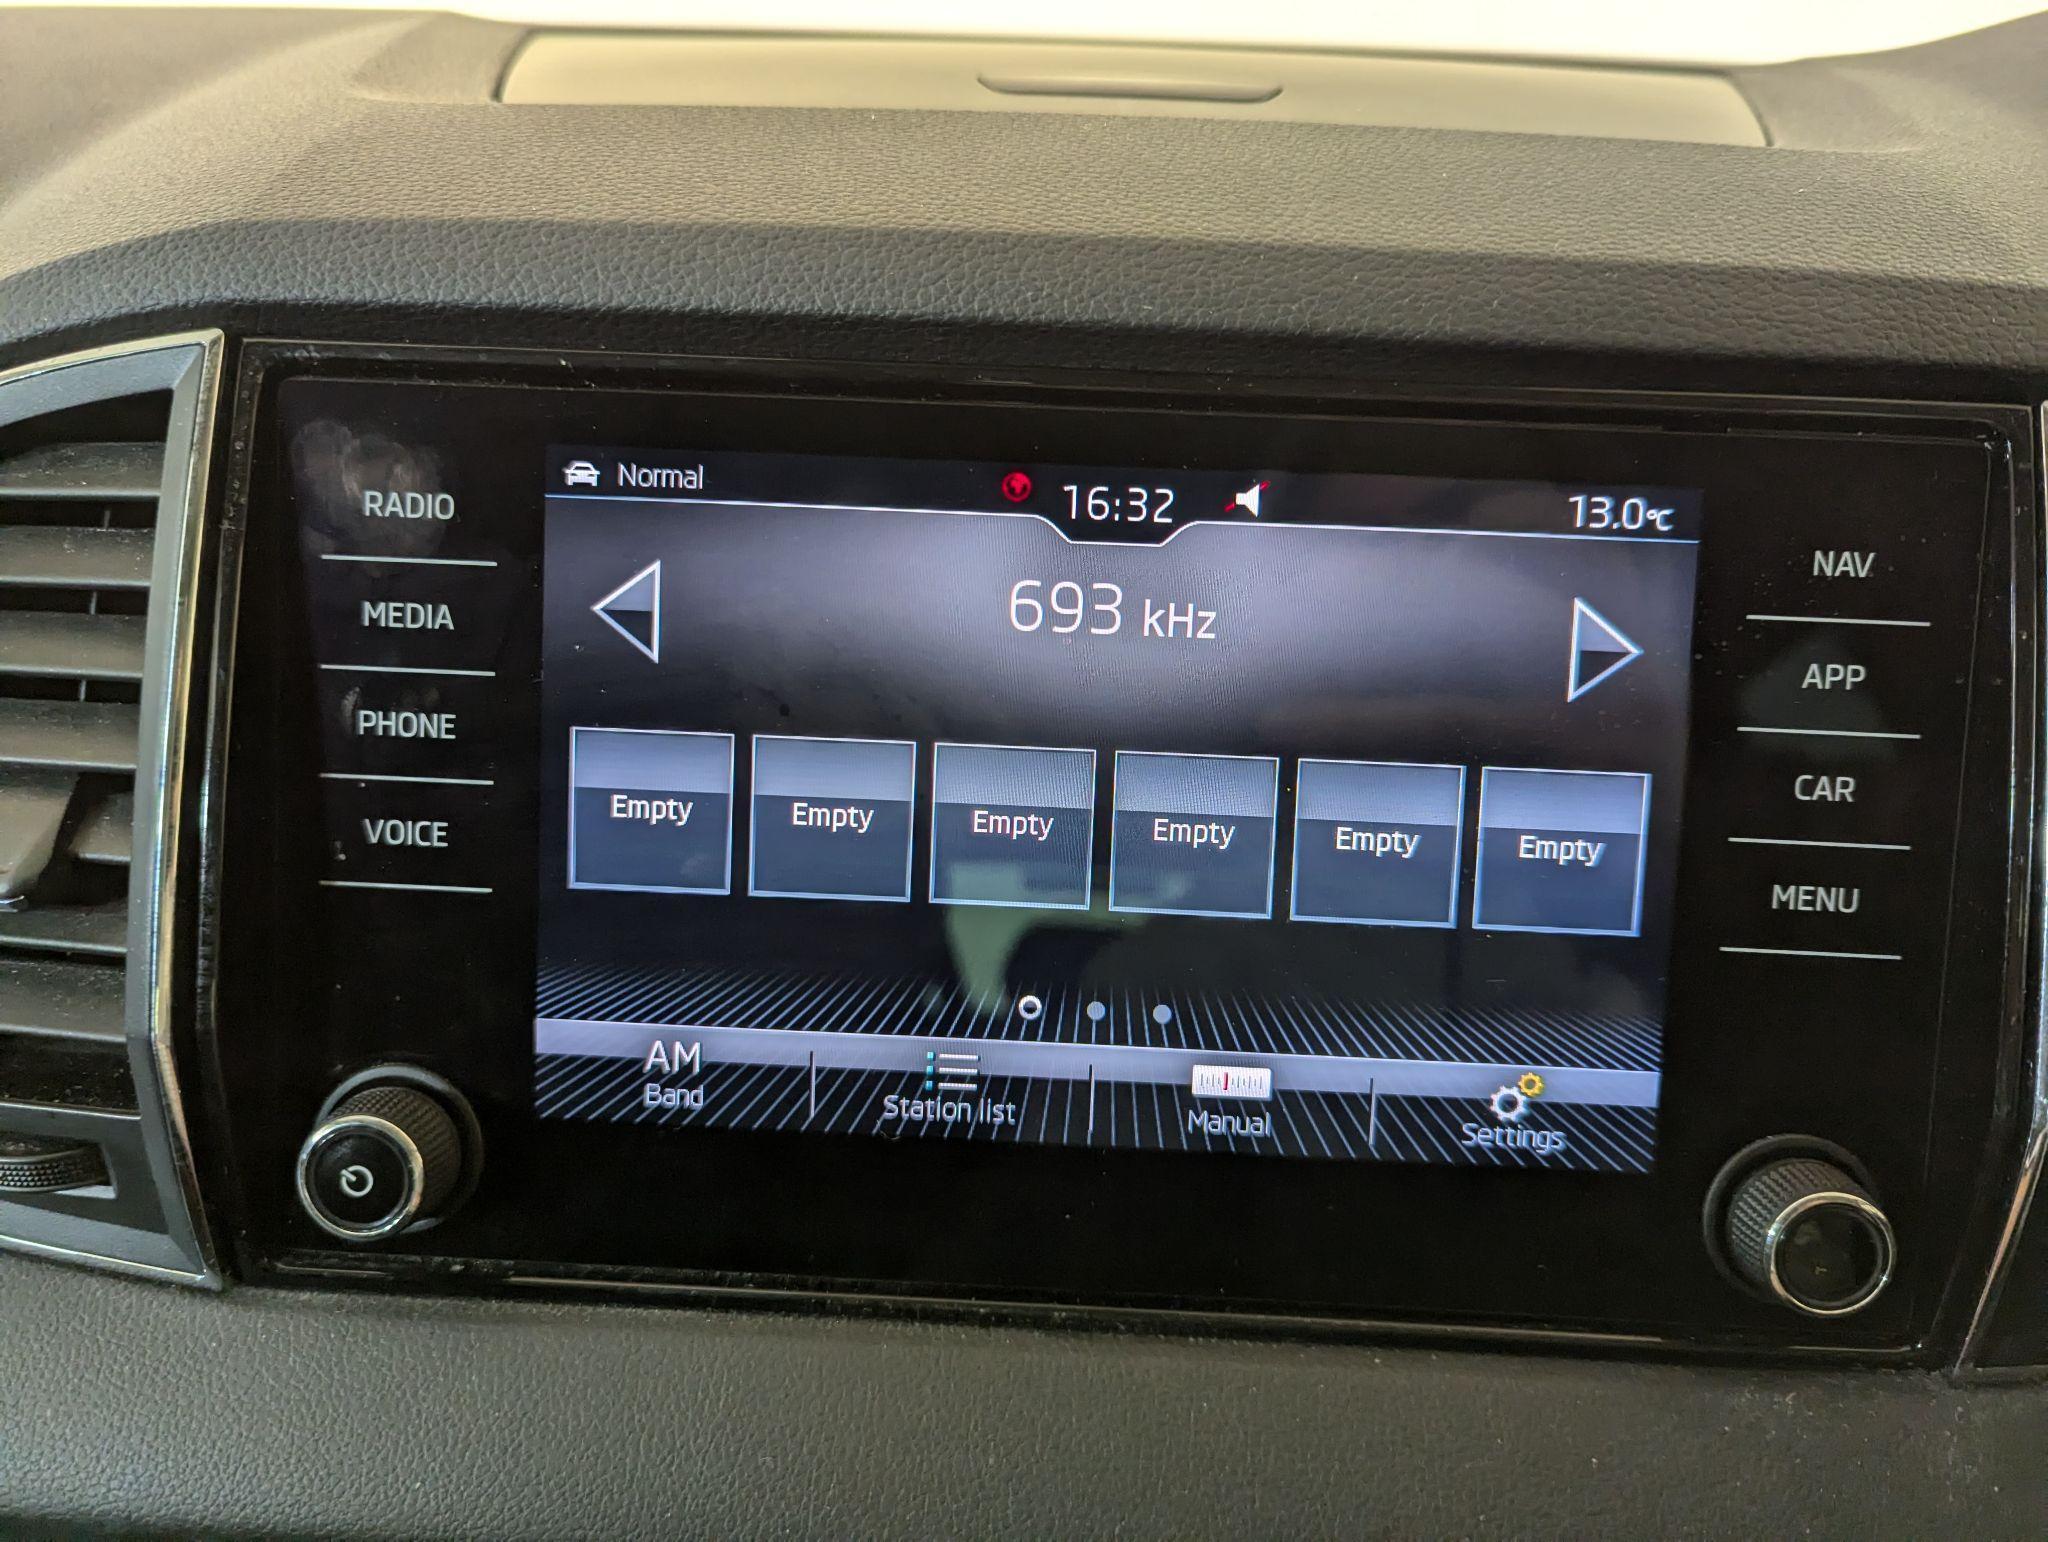 Normal
16:32
13.0°C
RADIO
MEDIA
PHONE
VOICE
693 kHz
Empty
Empty
Empty
Empty
Empty
Empty
AM
Band
Station list
Manual
Settings
NAV
APP
CAR
MENU